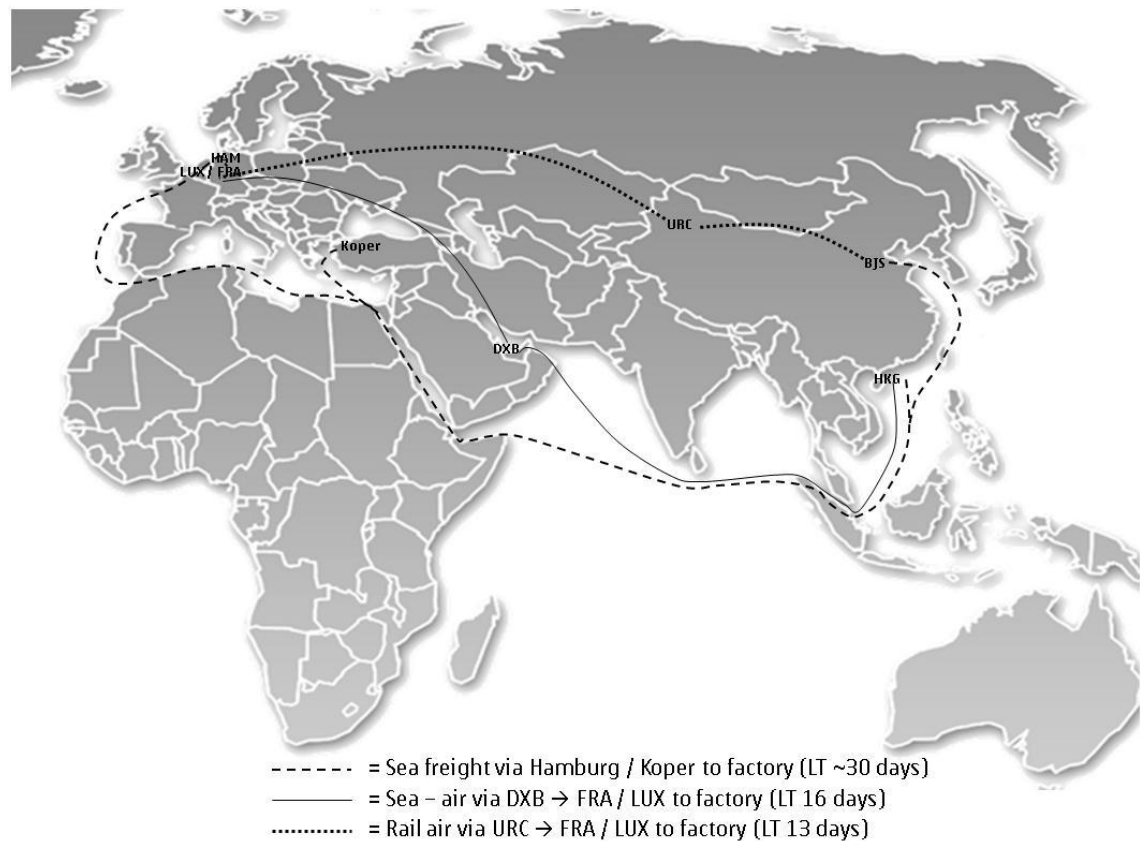 HAM
LUX / FRA
Koper
URC
BJS
DXB
HKG
= Sea freight via Hamburg / Koper to factory (LT ~30 days)
= Sea – air via DXB → FRA / LUX to factory (LT 16 days)
= Rail air via URC → FRA / LUX to factory (LT 13 days)